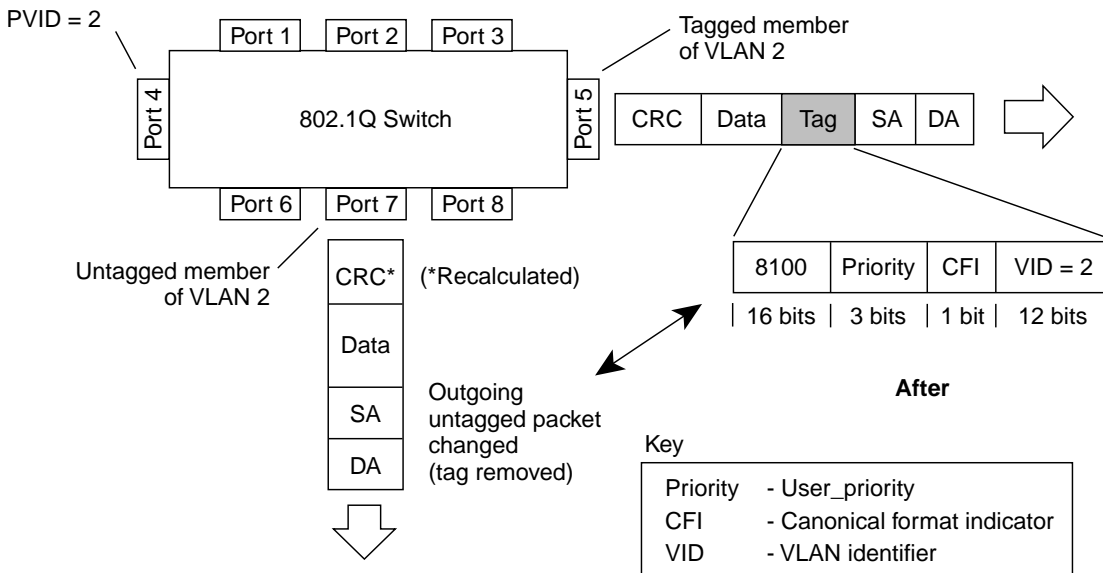 PVID = 2
Port 1
Port 2
Port 3
Tagged member
of VLAN 2
Port 4
802.1Q Switch
Port 5
CRC
Data
Tag
SA
DA
Port 6
Port 7
Port 8
Untagged member
of VLAN 2
CRC*
(*Recalculated)
8100
Priority
CFI
VID = 2
| 16 bits | 3 bits | 1 bit | 12 bits |
Data
After
SA
DA
Outgoing
untagged packet
changed
(tag removed)
Key
Priority - User_priority
CFI - Canonical format indicator
VID - VLAN identifier